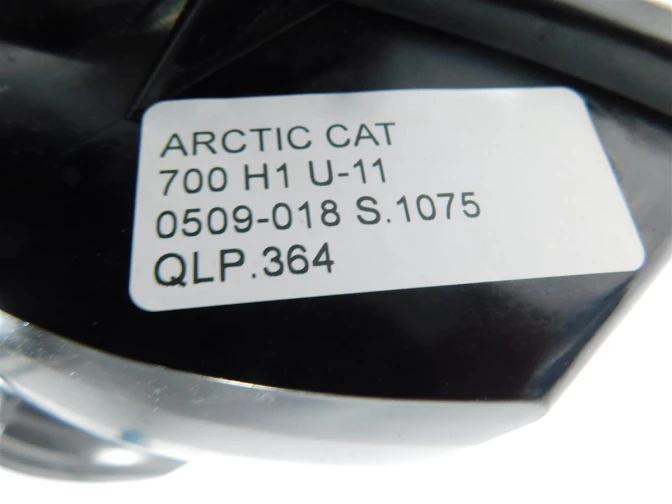 ARCTIC CAT
700 H1 U-11
0509-018 S.1075
QLP.364